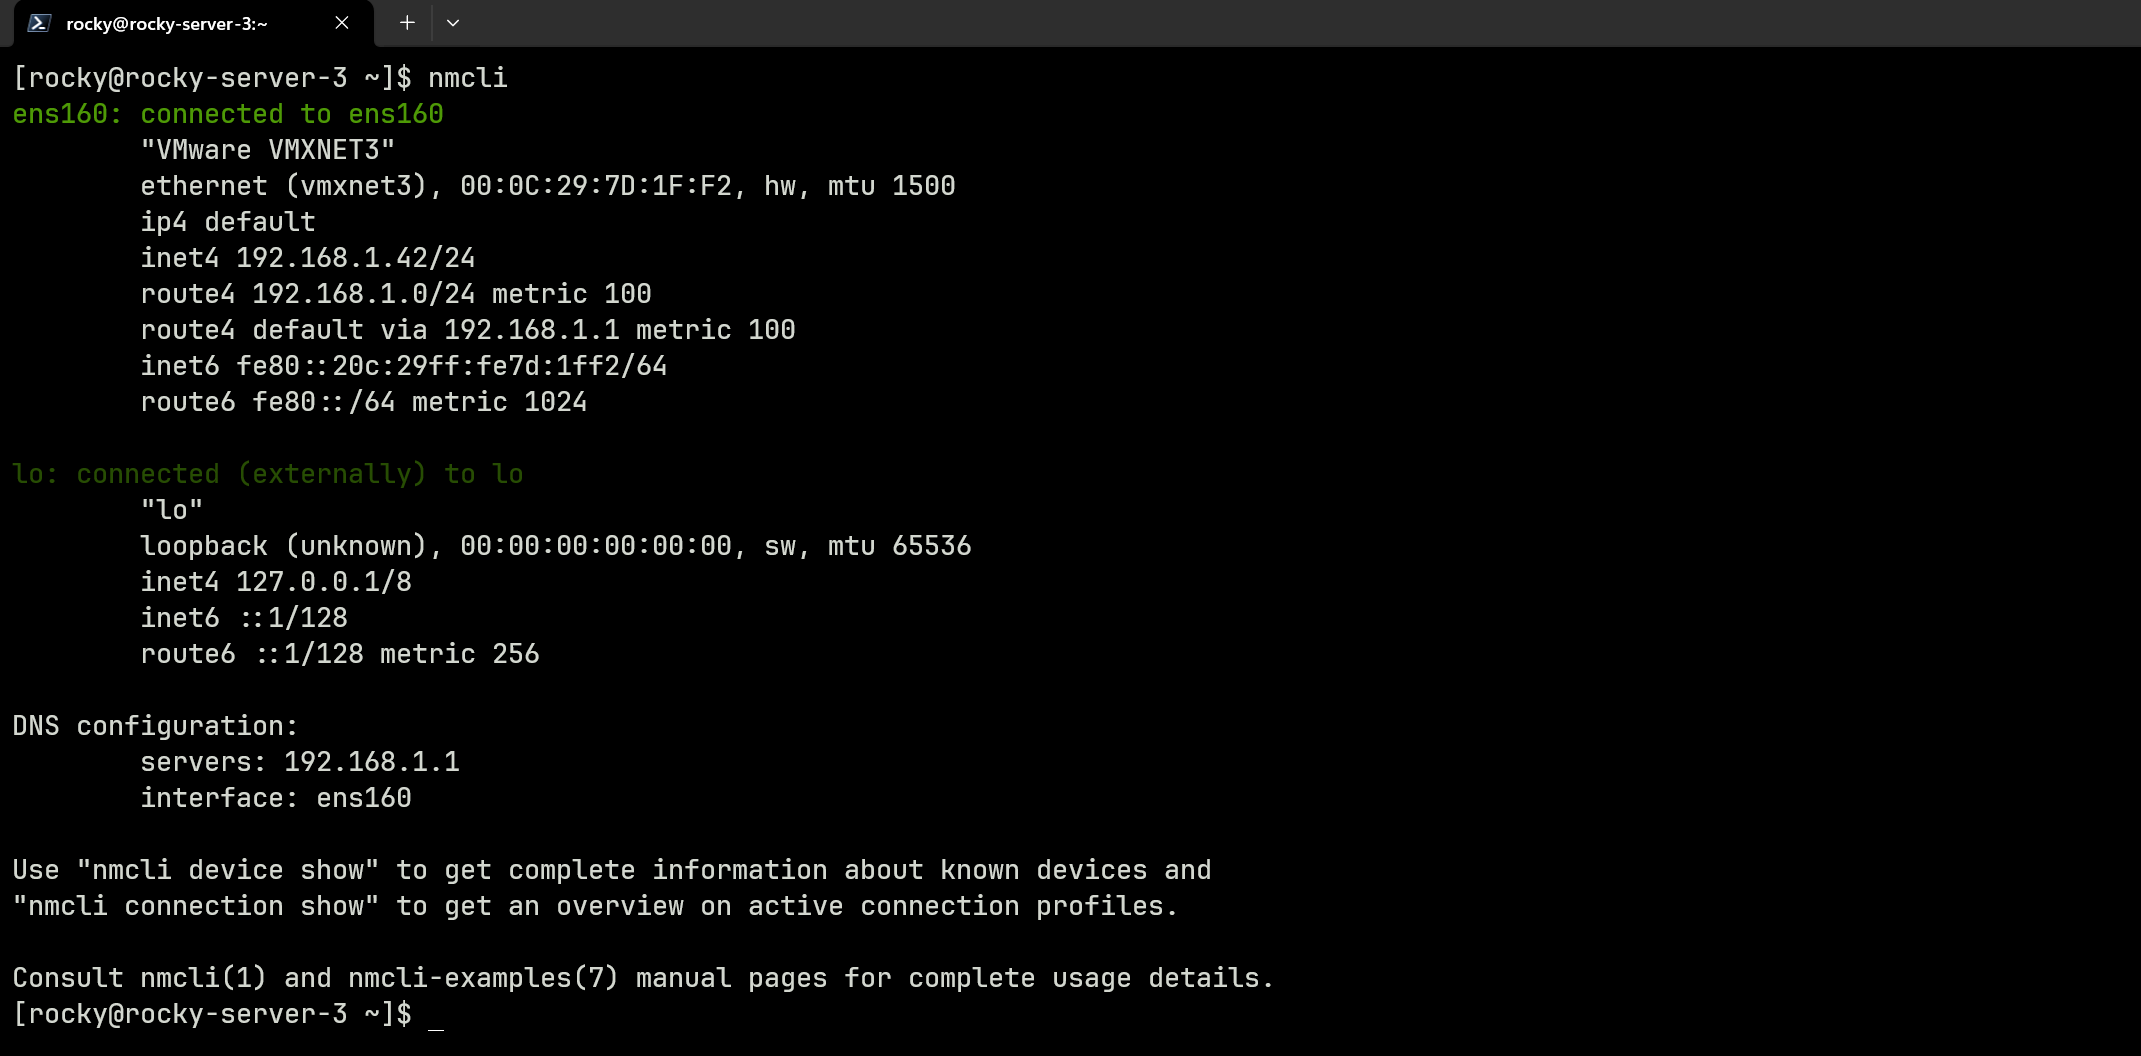 rocky@rocky-server-3:~
[rocky@rocky-server-3 ~]$ nmcli
ens160: connected to ens160
        "VMware VMXNET3"
        ethernet (vmxnet3), 00:0C:29:7D:1F:F2, hw, mtu 1500
        ip4 default
        inet4 192.168.1.42/24
        route4 192.168.1.0/24 metric 100
        route4 default via 192.168.1.1 metric 100
        inet6 fe80::20c:29ff:fe7d:1ff2/64
        route6 fe80::/64 metric 1024

lo: connected (externally) to lo
        "lo"
        loopback (unknown), 00:00:00:00:00:00, sw, mtu 65536
        inet4 127.0.0.1/8
        inet6 ::1/128
        route6 ::1/128 metric 256

DNS configuration:
        servers: 192.168.1.1
        interface: ens160

Use "nmcli device show" to get complete information about known devices and
"nmcli connection show" to get an overview on active connection profiles.

Consult nmcli(1) and nmcli-examples(7) manual pages for complete usage details.
[rocky@rocky-server-3 ~]$ _